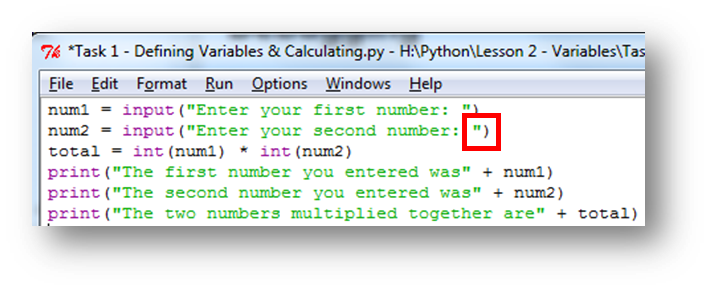 *Task 1 - Defining Variables & Calculating.py - H:\Python\Lesson 2 - Variables\Tas
File Edit Format Run Options Windows Help
num1 = input("Enter your first number: ")
num2 = input("Enter your second number: ")
total = int(num1) * int(num2)
print("The first number you entered was" + num1)
print("The second number you entered was" + num2)
print("The two numbers multiplied together are" + total)